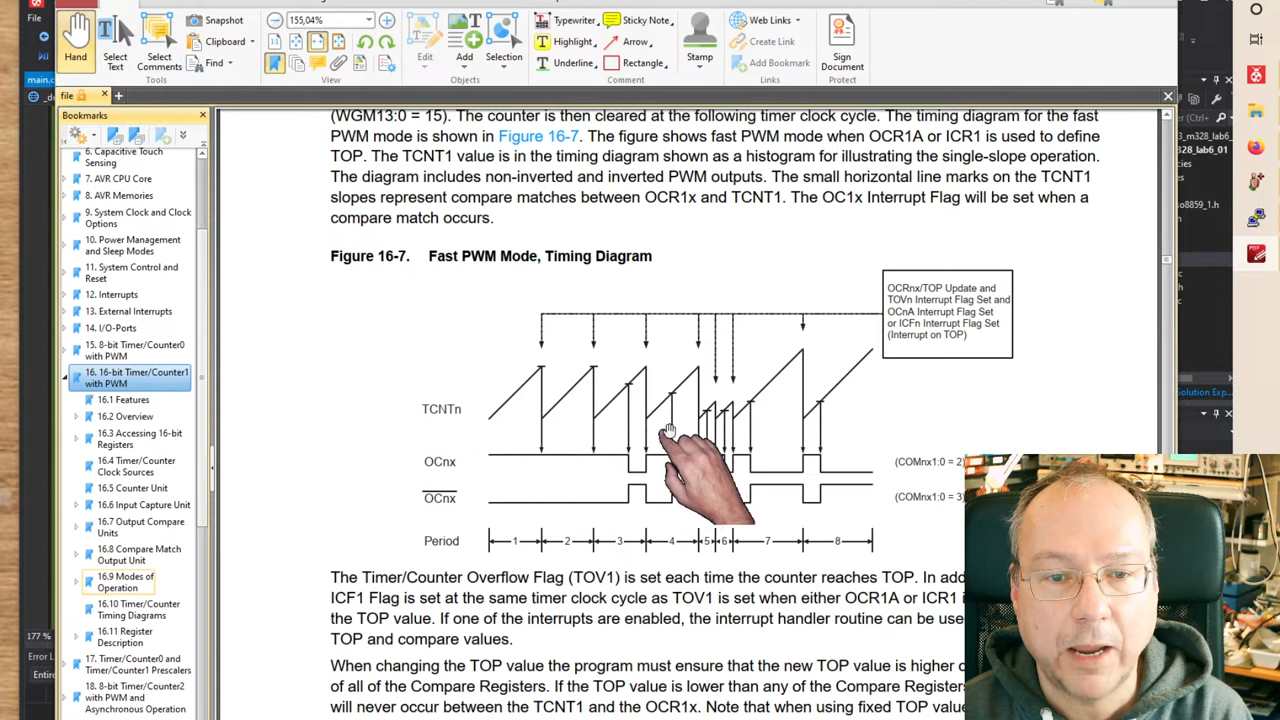 File
Hand
Select
Text
Select
Comments
Snapshot
Clipboard
Find
Tools
155,04%
View
Edit
Add
Select
Objects
Typewriter
Highlight
Underline
Sticky Note
Arrow
Rectangle
Comment
Stamp
Web Links
Create Link
Add Bookmark
Links
Sign
Document
Protect
main.c
file
Bookmarks
6. Capacitive Touch
Sensing
7. AVR CPU Core
8. AVR Memories
9. System Clock and Clock
Options
10. Power Management
and Sleep Modes
11. System Control and
Reset
12. Interrupts
13. External Interrupts
14. I/O-Ports
15. 8-bit Timer/Counter0
with PWM
16. 16-bit Timer/Counter1
with PWM
16.1 Features
16.2 Overview
16.3 Accessing 16-bit
Registers
16.4 Timer/Counter
Clock Sources
16.5 Counter Unit
16.6 Input Capture Unit
16.7 Output Compare
Units
16.8 Compare Match
Output Unit
16.9 Modes of
Operation
16.10 Timer/Counter
Timing Diagrams
16.11 Register
Description
17. Timer/Counter0 and
Timer/Counter1 Prescalers
18. 8-bit Timer/Counter2
with PWM and
Asynchronous Operation
177 %
Error L
Entire
(WGM13:0 = 15). The counter is then cleared at the following timer clock cycle. The timing diagram for the fast
PWM mode is shown in Figure 16-7. The figure shows fast PWM mode when OCR1A or ICR1 is used to define
TOP. The TCNT1 value is in the timing diagram shown as a histogram for illustrating the single-slope operation.
The diagram includes non-inverted and inverted PWM outputs. The small horizontal line marks on the TCNT1
slopes represent compare matches between OCR1x and TCNT1. The OC1x Interrupt Flag will be set when a
compare match occurs.
Figure 16-7. Fast PWM Mode, Timing Diagram
OCRnx/TOP Update and
TOVn Interrupt Flag Set and
OCnA Interrupt Flag Set
or ICFn Interrupt Flag Set
(Interrupt on TOP)
TCNTn
OCnx (COMnx1:0 = 2)
OCnx (COMnx1:0 = 3)
Period 1 2 3 4 5 6 7 8
The Timer/Counter Overflow Flag (TOV1) is set each time the counter reaches TOP. In add
ICF1 Flag is set at the same timer clock cycle as TOV1 is set when either OCR1A or ICR1 i
the TOP value. If one of the interrupts are enabled, the interrupt handler routine can be use
TOP and compare values.
When changing the TOP value the program must ensure that the new TOP value is higher o
of all of the Compare Registers. If the TOP value is lower than any of the Compare Registers
will never occur between the TCNT1 and the OCR1x. Note that when using fixed TOP value
3_m328_lab6_
_m328_lab6_01
so8859_1.h
Solution Exp...